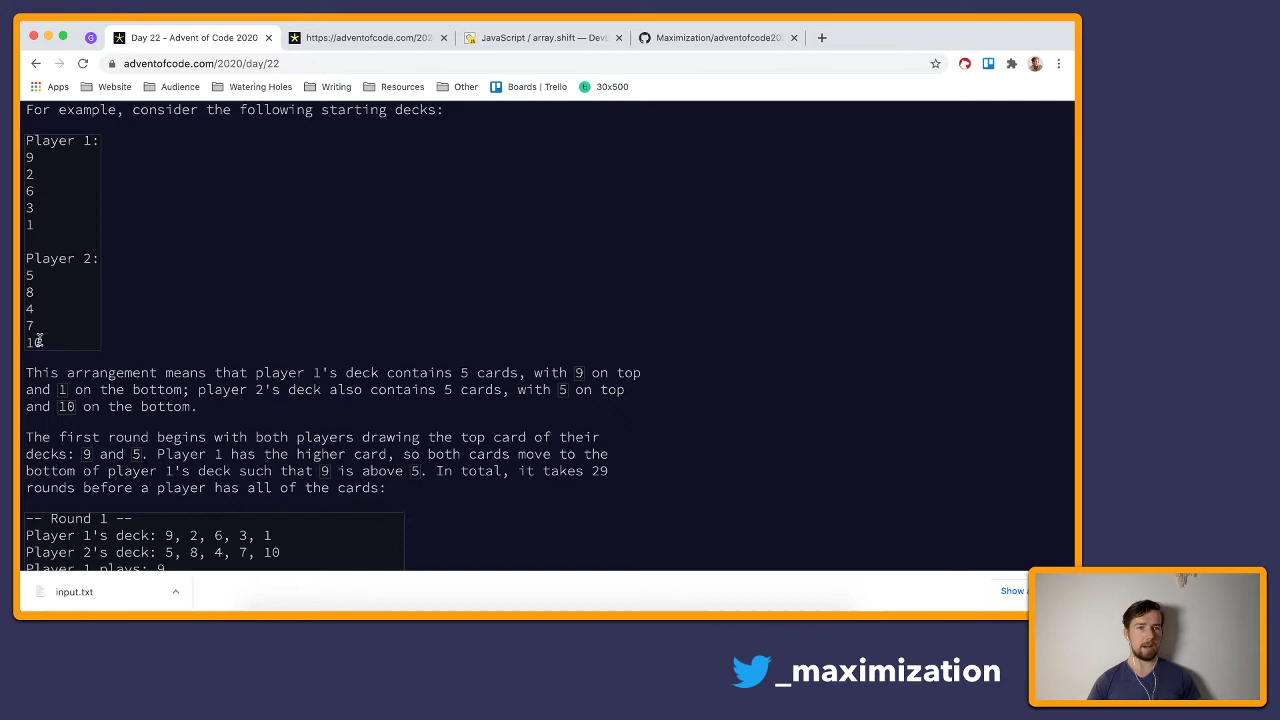 Day 22 - Advent of Code 2020
https://adventofcode.com/202
JavaScript / array.shift — Dev
Maximization/adventofcode20
adventofcode.com/2020/day/22
Apps Website Audience Watering Holes Writing Resources Other Boards | Trello 30x500
For example, consider the following starting decks:
Player 1:
9
2
6
3
1
Player 2:
5
8
4
7
10
This arrangement means that player 1's deck contains 5 cards, with 9 on top
and 1 on the bottom; player 2's deck also contains 5 cards, with 5 on top
and 10 on the bottom.
The first round begins with both players drawing the top card of their
decks: 9 and 5. Player 1 has the higher card, so both cards move to the
bottom of player 1's deck such that 9 is above 5. In total, it takes 29
rounds before a player has all of the cards:
-- Round 1 --
Player 1's deck: 9, 2, 6, 3, 1
Player 2's deck: 5, 8, 4, 7, 10
Player 1 plays: 9
input.txt
Show
_maximization